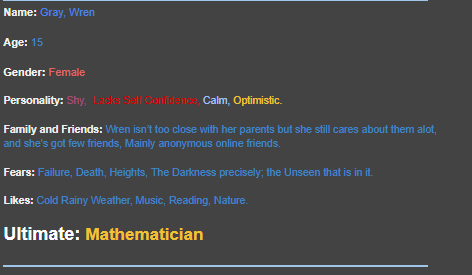 Name: Gray, Wren
Age: 15
Gender: Female
Personality: Shy, Lacks Self Confidence, Calm, Optimistic.
Family and Friends: Wren isn't too close with her parents but she still cares about them alot,
and she's got few friends, Mainly anonymous online friends.
Fears: Failure, Death, Heights, The Darkness precisely; the Unseen that is in it.
Likes: Cold Rainy Weather, Music, Reading, Nature.
Ultimate: Mathematician